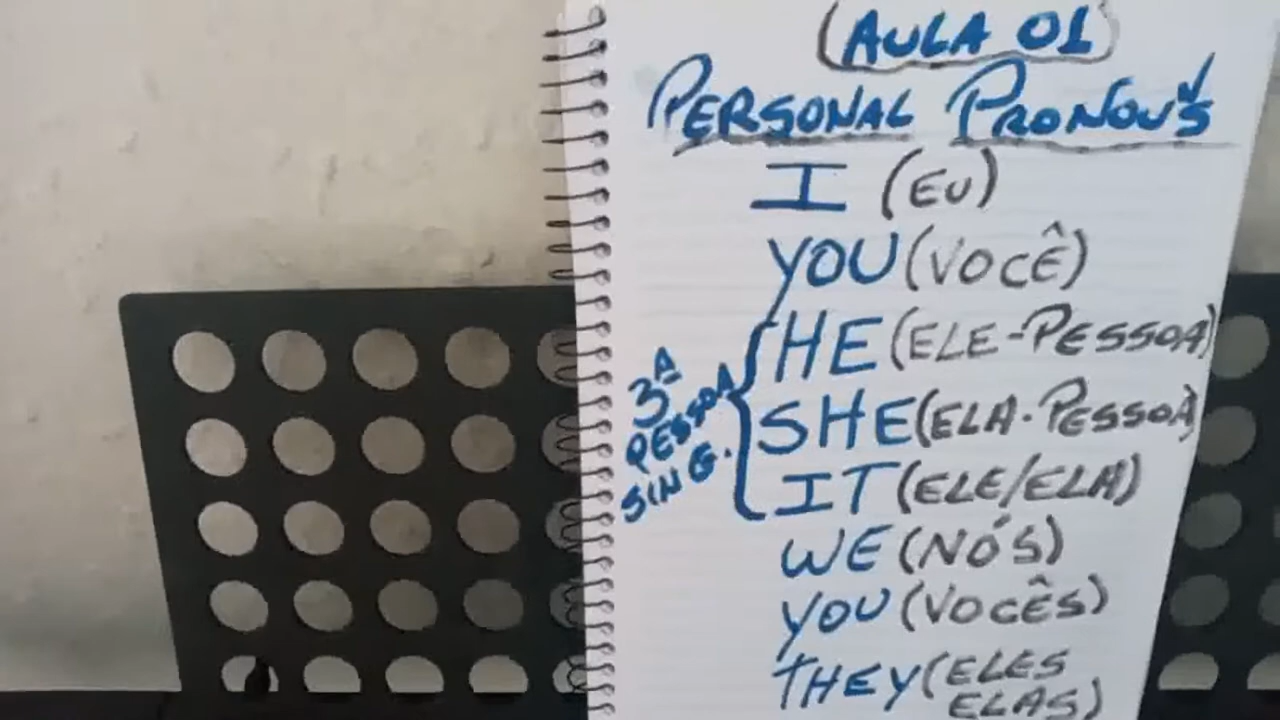 (AULA 01)
PERSONAL PRONOUS
I (EU)
YOU (VOCÊ)
HE (ELE-PESSOA)
SHE (ELA-PESSOA)
IT (ELE/ELA)
3ª
PESSOA
SING.
WE (NÓS)
YOU (VOCÊS)
THEY (ELES
ELAS)